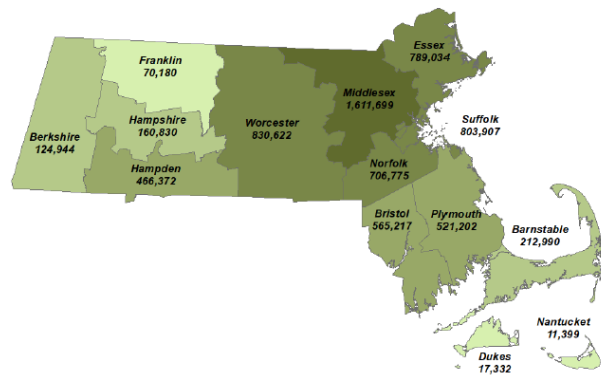 Essex
789,034
Franklin
70,180
Middlesex
1,611,699
Hampshire
160,830
Worcester
830,622
Suffolk
803,907
Berkshire
124,944
Hampden
466,372
Norfolk
706,775
Bristol
565,217
Plymouth
521,202
Barnstable
212,990
Nantucket
11,399
Dukes
17,332